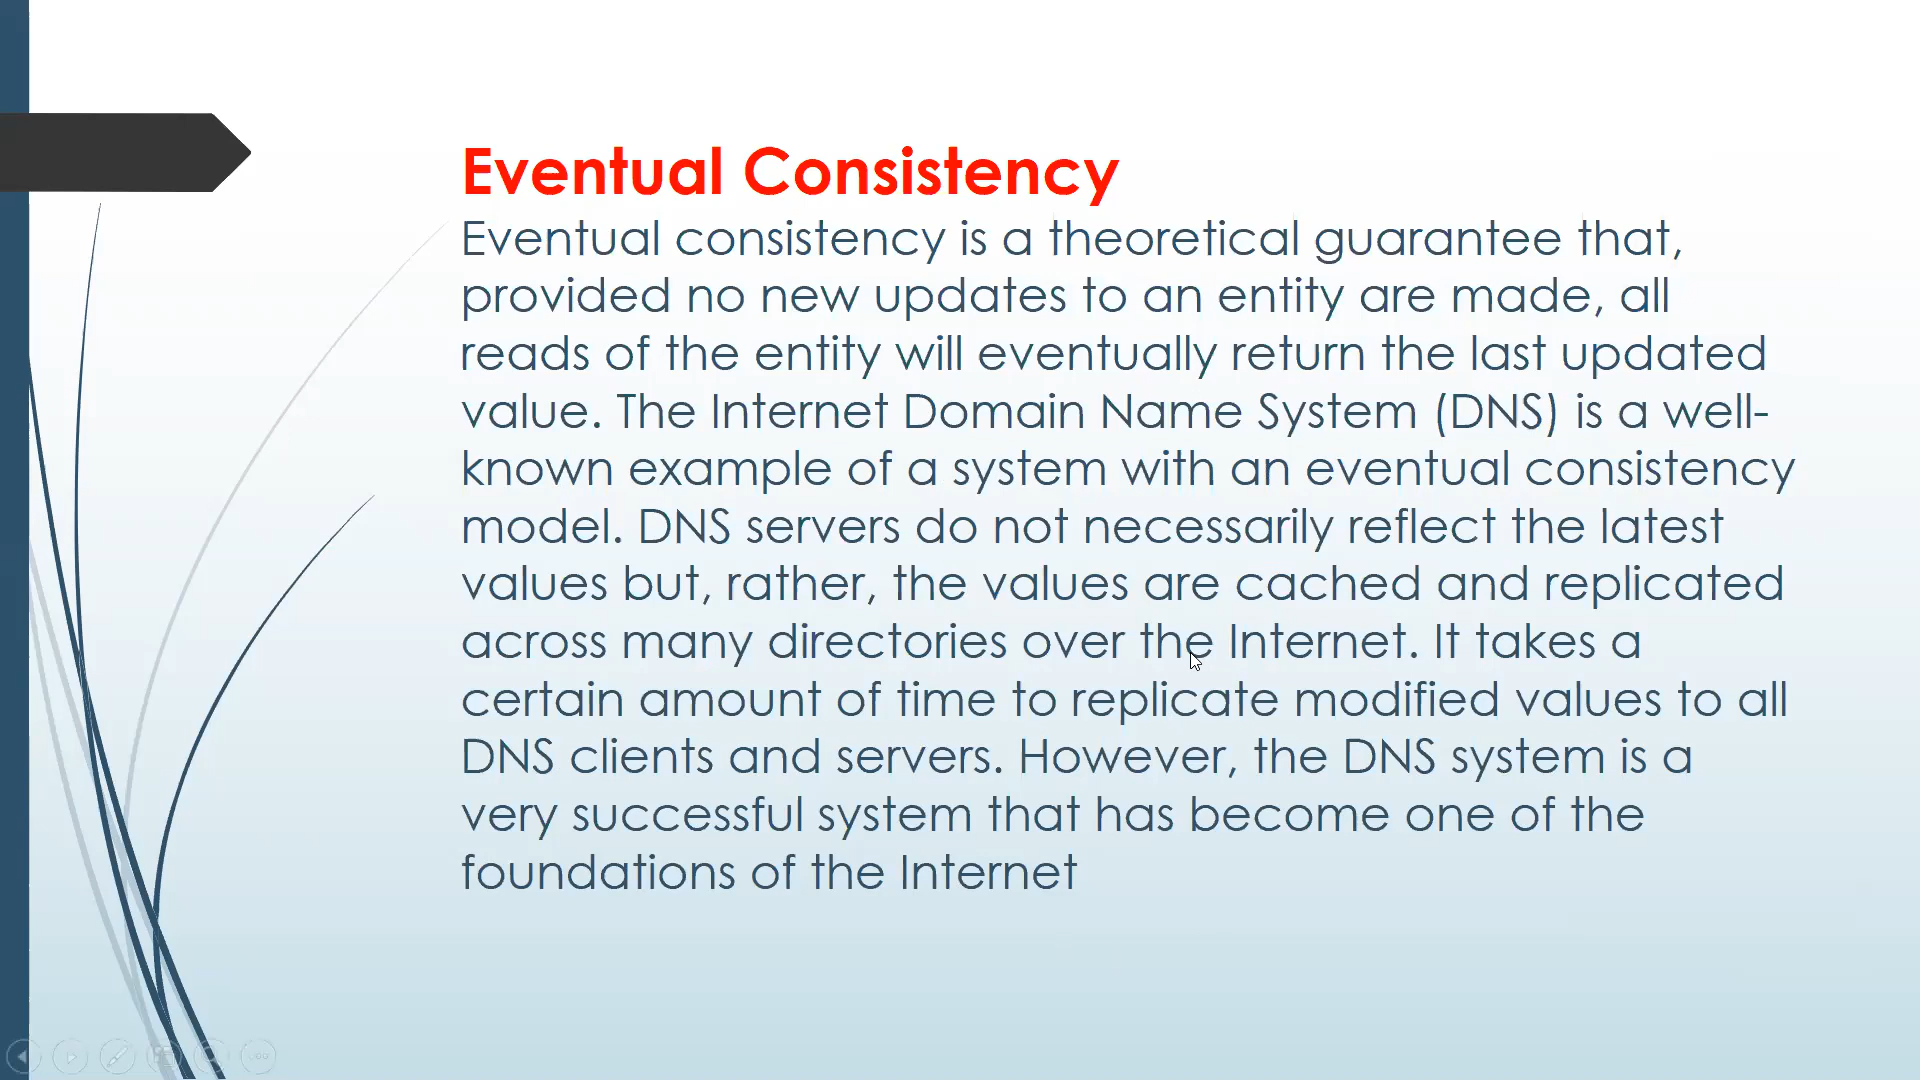 Eventual Consistency
Eventual consistency is a theoretical guarantee that,
provided no new updates to an entity are made, all
reads of the entity will eventually return the last updated
value. The Internet Domain Name System (DNS) is a well-
known example of a system with an eventual consistency
model. DNS servers do not necessarily reflect the latest
values but, rather, the values are cached and replicated
across many directories over the Internet. It takes a
certain amount of time to replicate modified values to all
DNS clients and servers. However, the DNS system is a
very successful system that has become one of the
foundations of the Internet